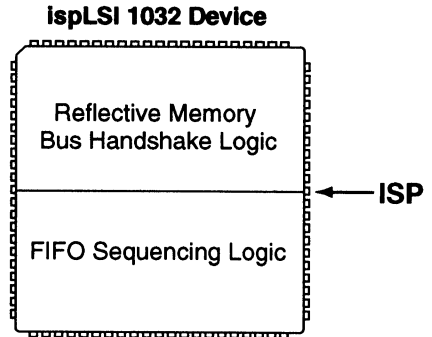 ispLSI 1032 Device
Reflective Memory
Bus Handshake Logic
ISP
FIFO Sequencing Logic